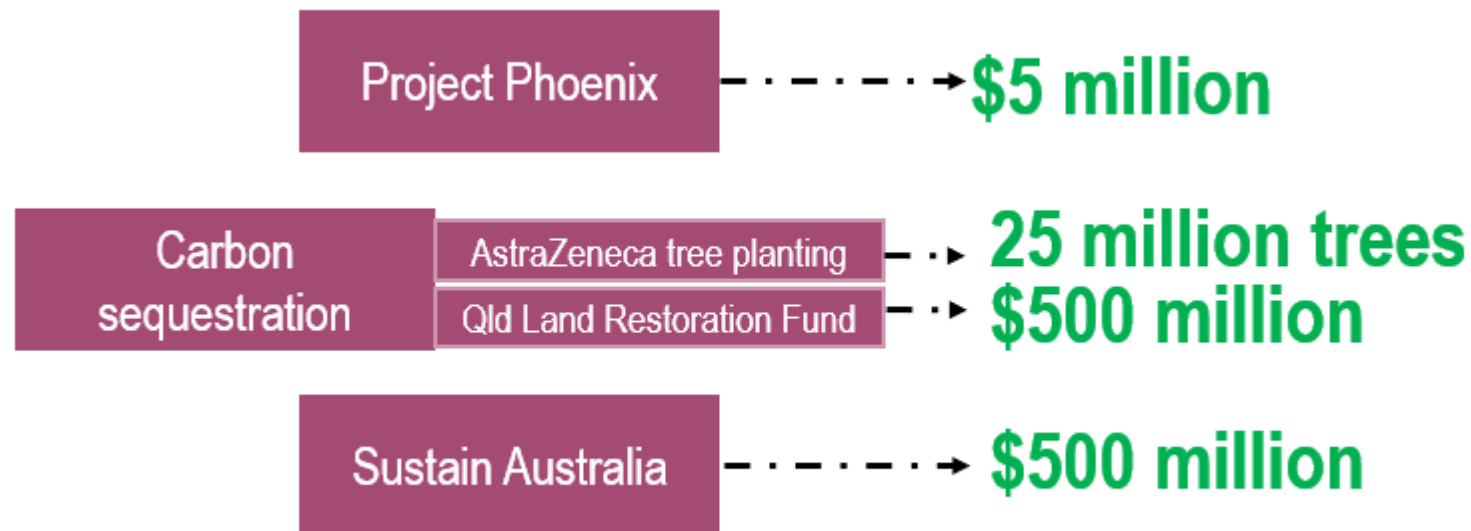 Project Phoenix
$5 million
Carbon
sequestration
AstraZeneca tree planting
25 million trees
Qld Land Restoration Fund
$500 million
Sustain Australia
$500 million